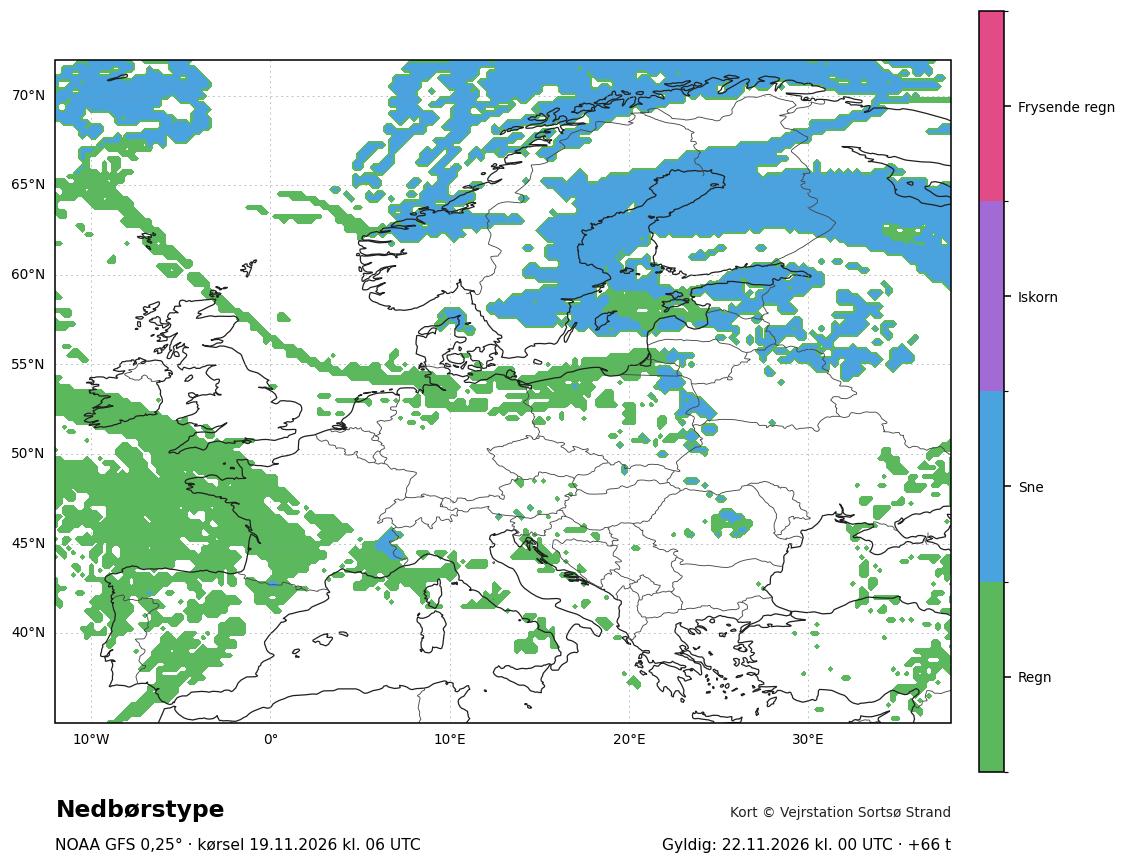 70°N
65°N
60°N
55°N
50°N
45°N
40°N
10°W
0°
10°E
20°E
30°E
Frysende regn
Iskorn
Sne
Regn
Nedbørstype
Kort © Vejrstation Sortsø Strand
NOAA GFS 0,25° · kørsel 19.11.2026 kl. 06 UTC
Gyldig: 22.11.2026 kl. 00 UTC · +66 t